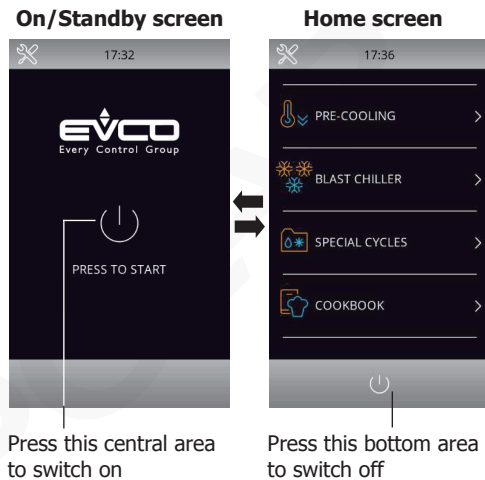 On/Standby screen
Home screen
17:32
EVCO
Every Control Group
PRESS TO START
17:36
PRE-COOLING
BLAST CHILLER
SPECIAL CYCLES
COOKBOOK
Press this central area
to switch on
Press this bottom area
to switch off